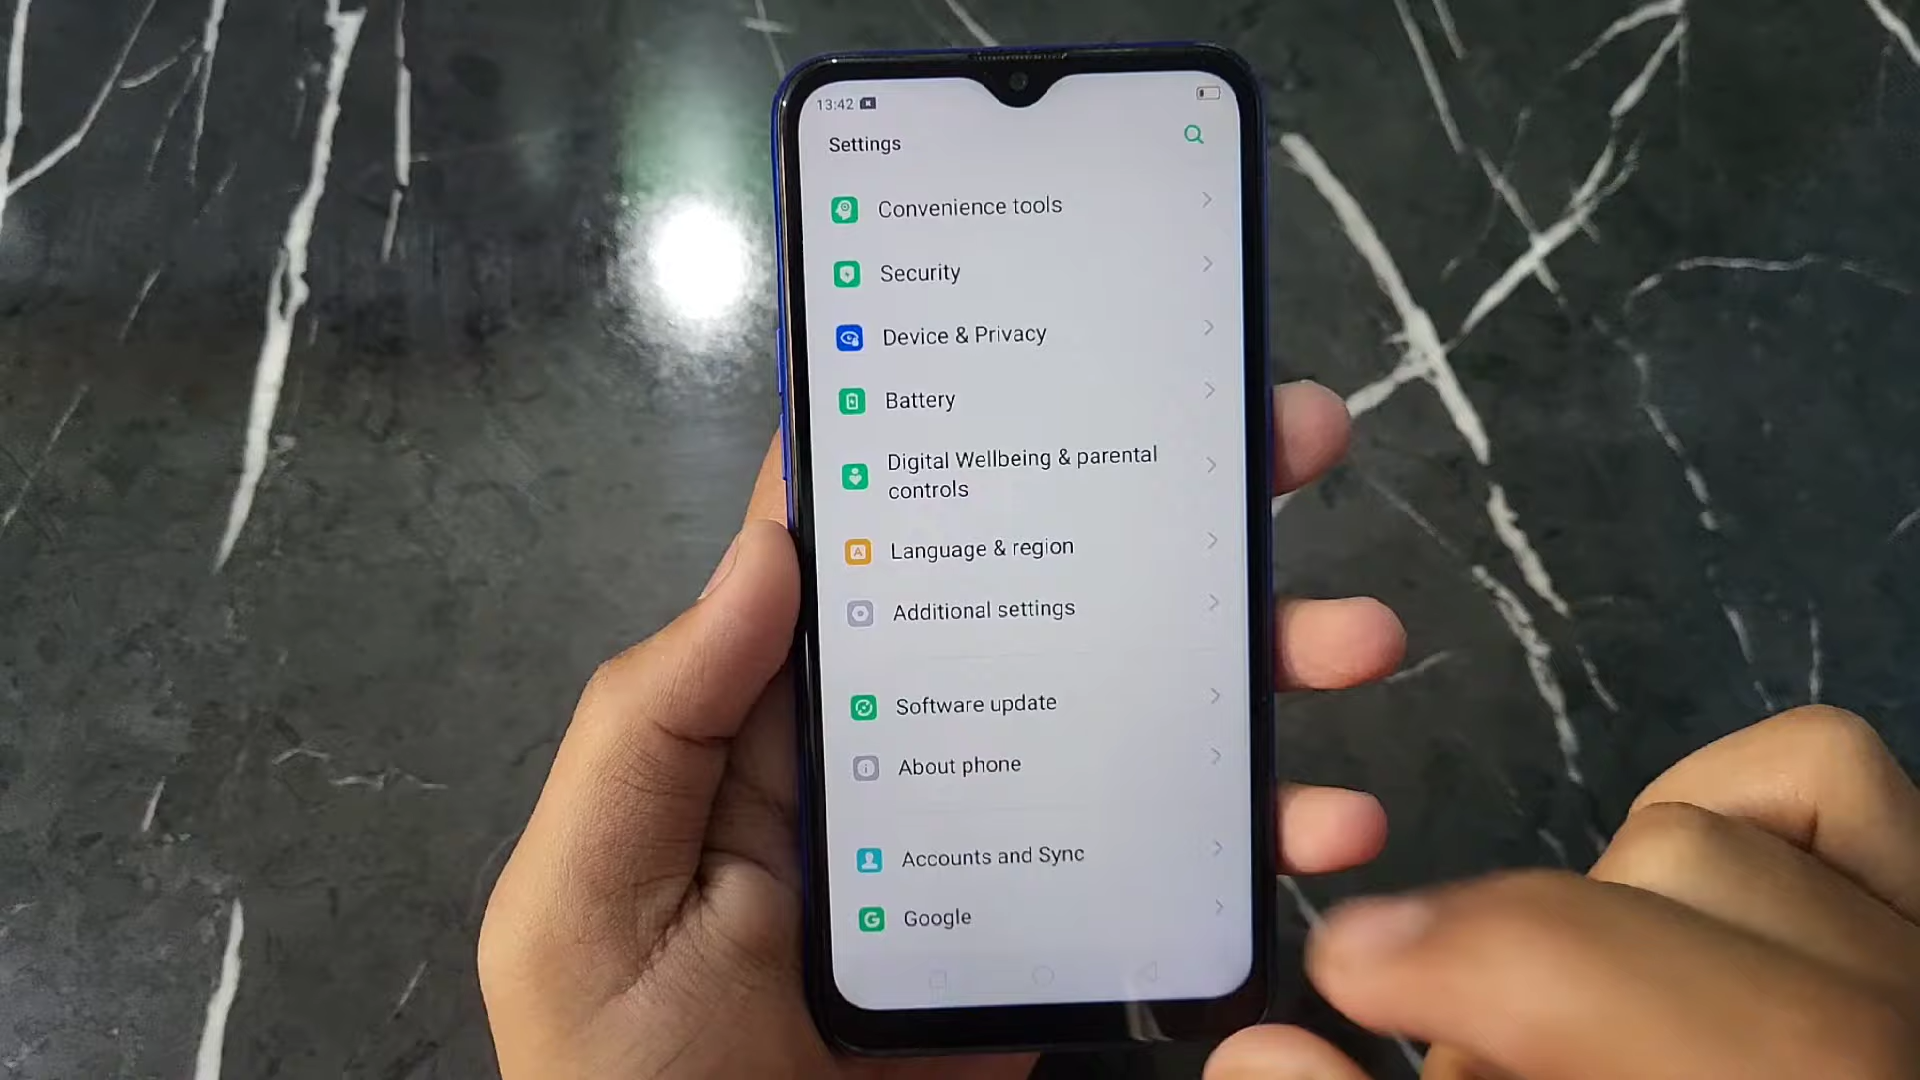 13:42
Settings
Convenience tools
Security
Device & Privacy
Battery
Digital Wellbeing & parental
controls
Language & region
Additional settings
Software update
About phone
Accounts and Sync
Google